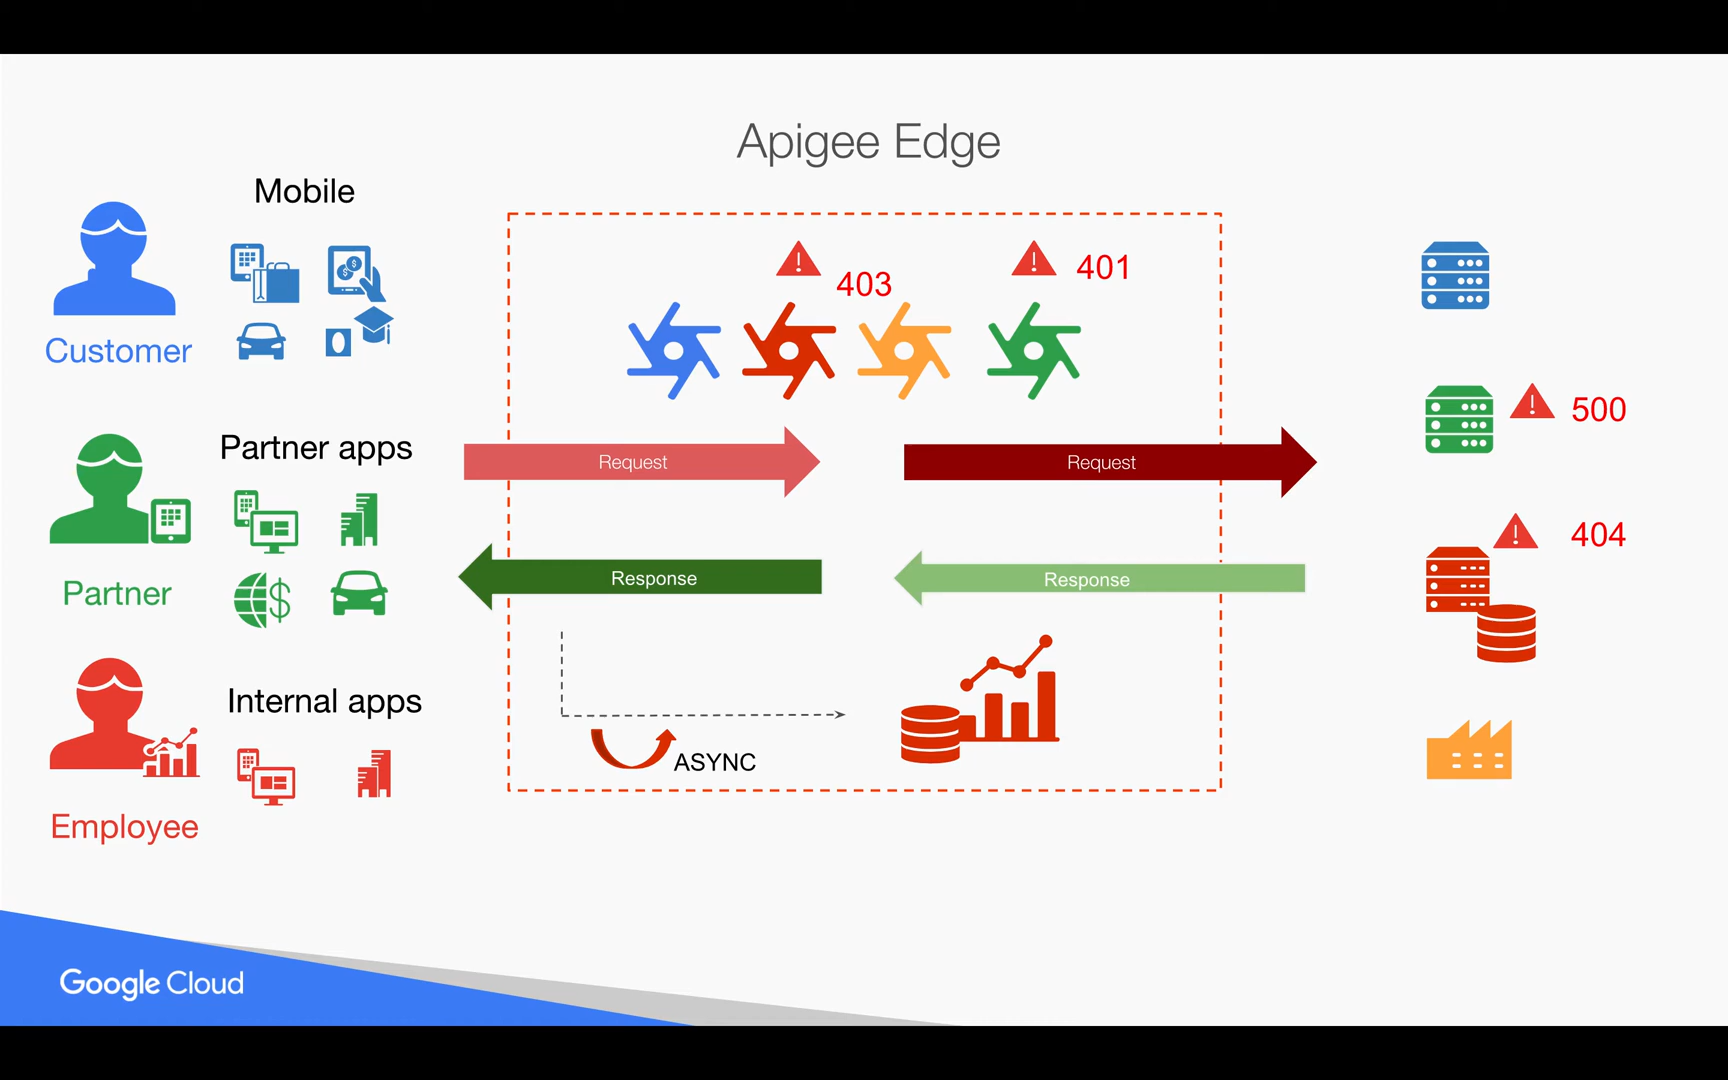 Apigee Edge
Mobile
Customer
403
401
Partner apps
Partner
Request
Request
500
Response
Response
404
Internal apps
Employee
ASYNC
Google Cloud